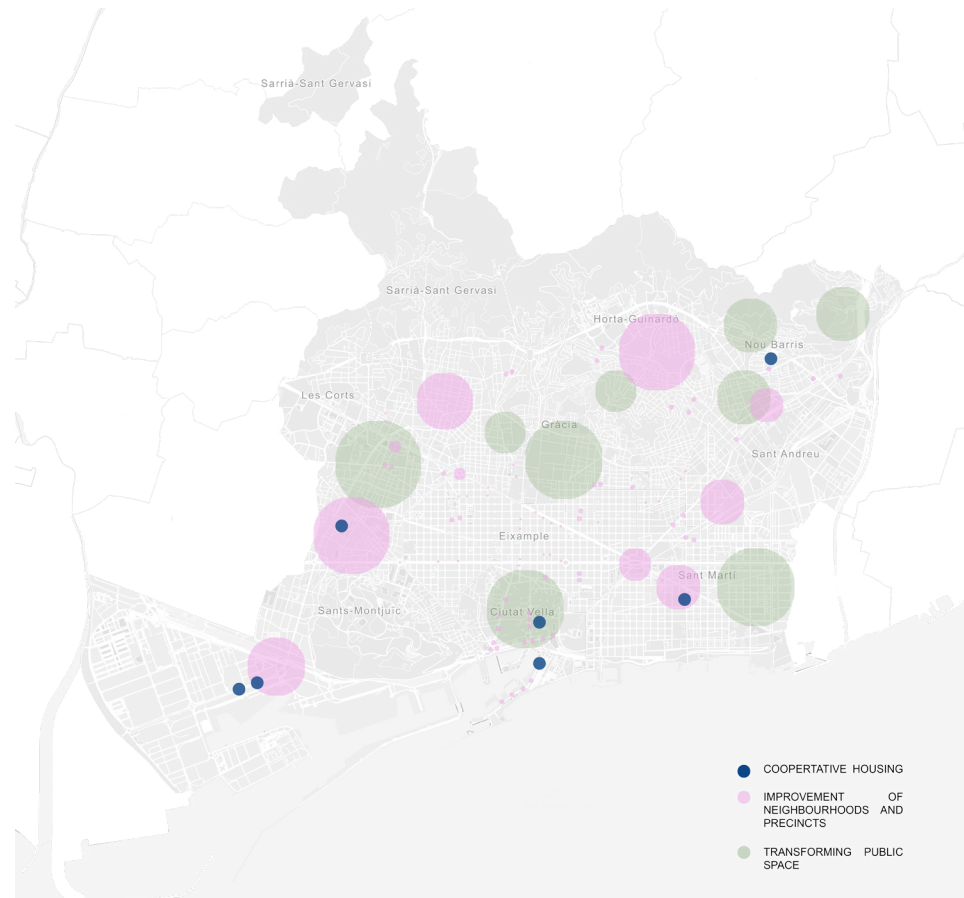 Sarrià-Sant Gervasi
Sarrià-Sant Gervasi
Horta-Guinardó
Nou Barris
Les Corts
Gràcia
Sant Andreu
Eixample
Sant Martí
Sants-Montjuïc
Ciutat Vella
COOPERTATIVE HOUSING
IMPROVEMENT OF
NEIGHBOURHOODS AND
PRECINCTS
TRANSFORMING PUBLIC
SPACE